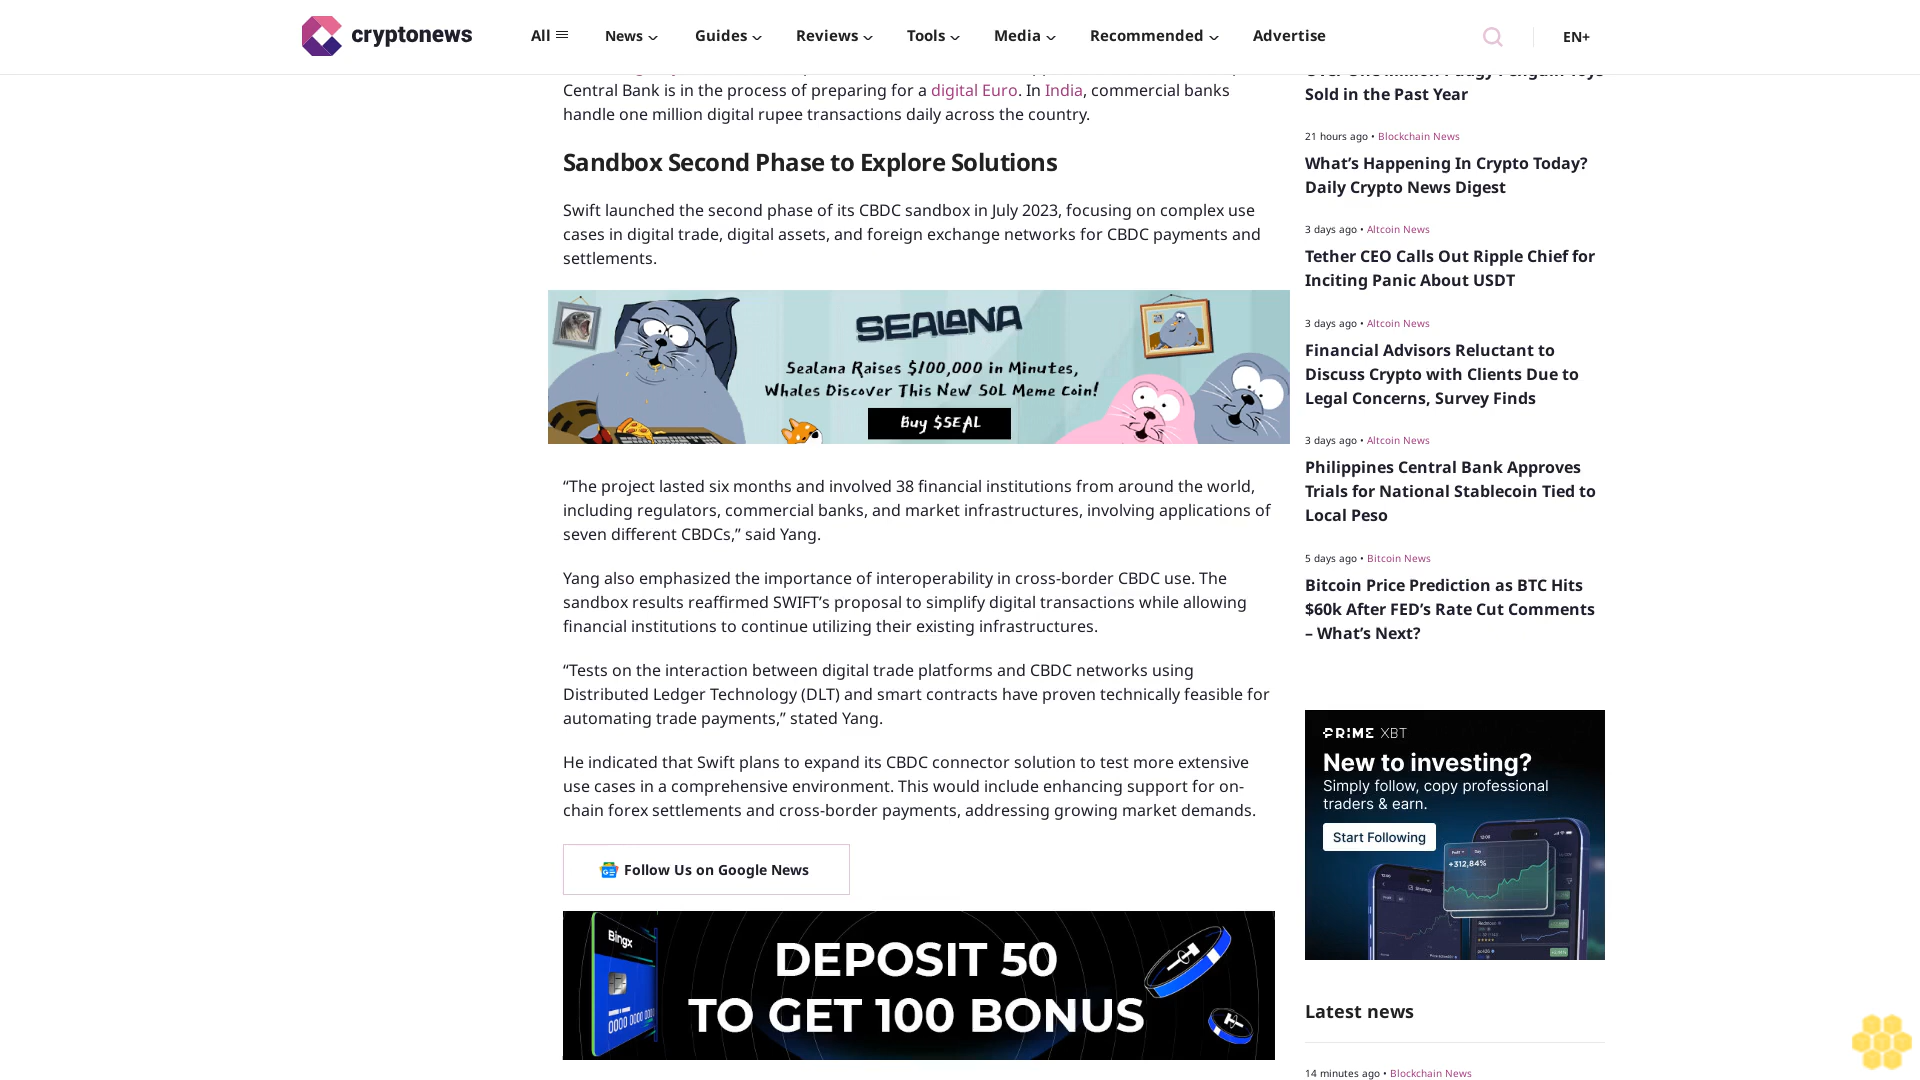 cryptonews
All
News
Guides
Reviews
Tools
Media
Recommended
Advertise
EN+
Central Bank is in the process of preparing for a digital Euro. In India, commercial banks
handle one million digital rupee transactions daily across the country.
Sandbox Second Phase to Explore Solutions
Swift launched the second phase of its CBDC sandbox in July 2023, focusing on complex use
cases in digital trade, digital assets, and foreign exchange networks for CBDC payments and
settlements.
SEALANA
Sealana Raises $100,000 in Minutes,
Whales Discover This New SOL Meme Coin!
Buy $SEAL
“The project lasted six months and involved 38 financial institutions from around the world,
including regulators, commercial banks, and market infrastructures, involving applications of
seven different CBDCs,” said Yang.
Yang also emphasized the importance of interoperability in cross-border CBDC use. The
sandbox results reaffirmed SWIFT’s proposal to simplify digital transactions while allowing
financial institutions to continue utilizing their existing infrastructures.
“Tests on the interaction between digital trade platforms and CBDC networks using
Distributed Ledger Technology (DLT) and smart contracts have proven technically feasible for
automating trade payments,” stated Yang.
He indicated that Swift plans to expand its CBDC connector solution to test more extensive
use cases in a comprehensive environment. This would include enhancing support for on-
chain forex settlements and cross-border payments, addressing growing market demands.
Follow Us on Google News
Bingx
DEPOSIT 50
TO GET 100 BONUS
Over One Million Pudgy Penguin Toys
Sold in the Past Year
21 hours ago • Blockchain News
What’s Happening In Crypto Today?
Daily Crypto News Digest
3 days ago • Altcoin News
Tether CEO Calls Out Ripple Chief for
Inciting Panic About USDT
3 days ago • Altcoin News
Financial Advisors Reluctant to
Discuss Crypto with Clients Due to
Legal Concerns, Survey Finds
3 days ago • Altcoin News
Philippines Central Bank Approves
Trials for National Stablecoin Tied to
Local Peso
5 days ago • Bitcoin News
Bitcoin Price Prediction as BTC Hits
$60k After FED’s Rate Cut Comments
– What’s Next?
PRIME XBT
New to investing?
Simply follow, copy professional
traders & earn.
Start Following
+312,84%
Latest news
14 minutes ago • Blockchain News